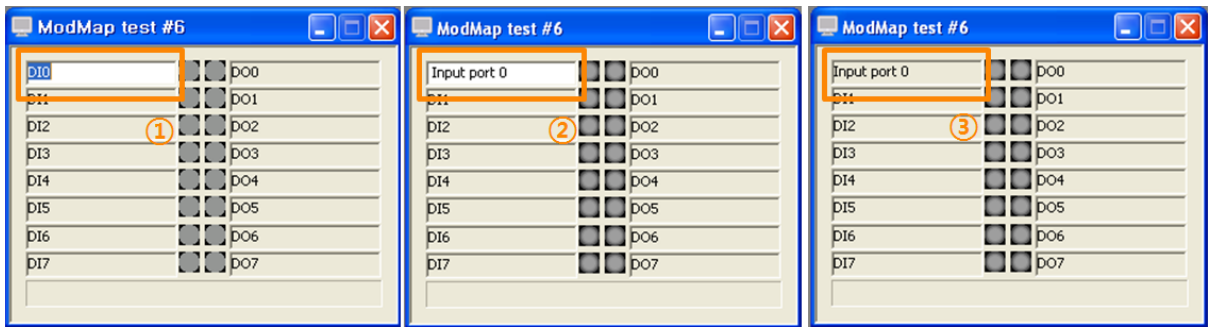 ModMap test #6
DI0 DO0
DI1 DO1
DI2 DO2
DI3 DO3
DI4 DO4
DI5 DO5
DI6 DO6
DI7 DO7
①
ModMap test #6
Input port 0 DO0
DI1 DO1
DI2 DO2
DI3 DO3
DI4 DO4
DI5 DO5
DI6 DO6
DI7 DO7
②
ModMap test #6
Input port 0 DO0
DI1 DO1
DI2 DO2
DI3 DO3
DI4 DO4
DI5 DO5
DI6 DO6
DI7 DO7
③